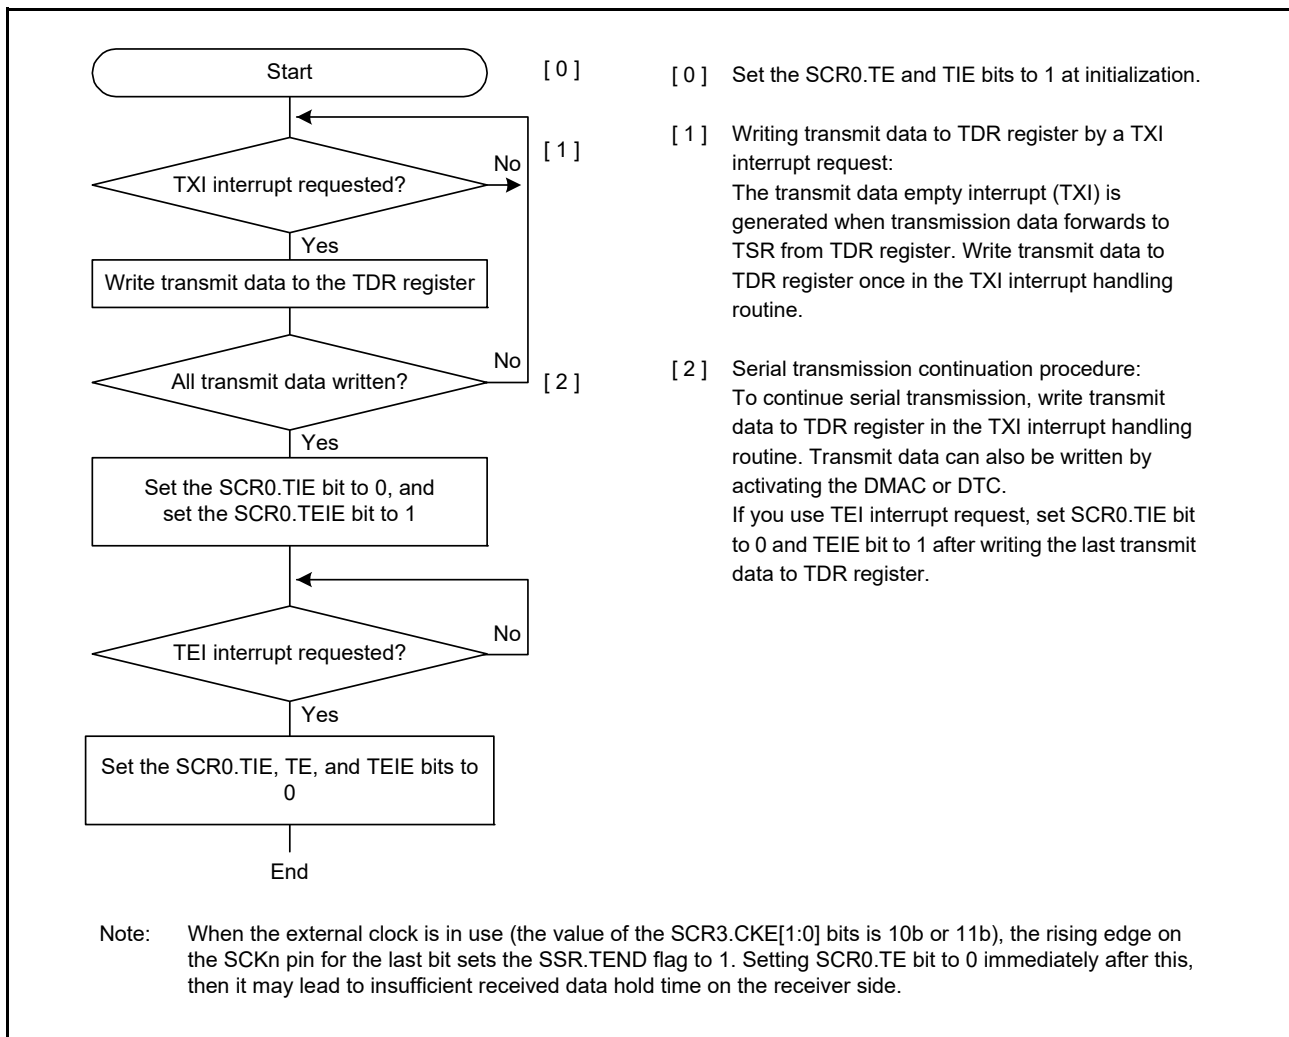 Start
[ 0 ]
TXI interrupt requested?
No
[ 1 ]
Yes
Write transmit data to the TDR register
All transmit data written?
No
[ 2 ]
Yes
Set the SCR0.TIE bit to 0, and
set the SCR0.TEIE bit to 1
TEI interrupt requested?
No
Yes
Set the SCR0.TIE, TE, and TEIE bits to
0
End
[ 0 ] Set the SCR0.TE and TIE bits to 1 at initialization.
[ 1 ] Writing transmit data to TDR register by a TXI
interrupt request:
The transmit data empty interrupt (TXI) is
generated when transmission data forwards to
TSR from TDR register. Write transmit data to
TDR register once in the TXI interrupt handling
routine.
[ 2 ] Serial transmission continuation procedure:
To continue serial transmission, write transmit
data to TDR register in the TXI interrupt handling
routine. Transmit data can also be written by
activating the DMAC or DTC.
If you use TEI interrupt request, set SCR0.TIE bit
to 0 and TEIE bit to 1 after writing the last transmit
data to TDR register.
Note: When the external clock is in use (the value of the SCR3.CKE[1:0] bits is 10b or 11b), the rising edge on
the SCKn pin for the last bit sets the SSR.TEND flag to 1. Setting SCR0.TE bit to 0 immediately after this,
then it may lead to insufficient received data hold time on the receiver side.